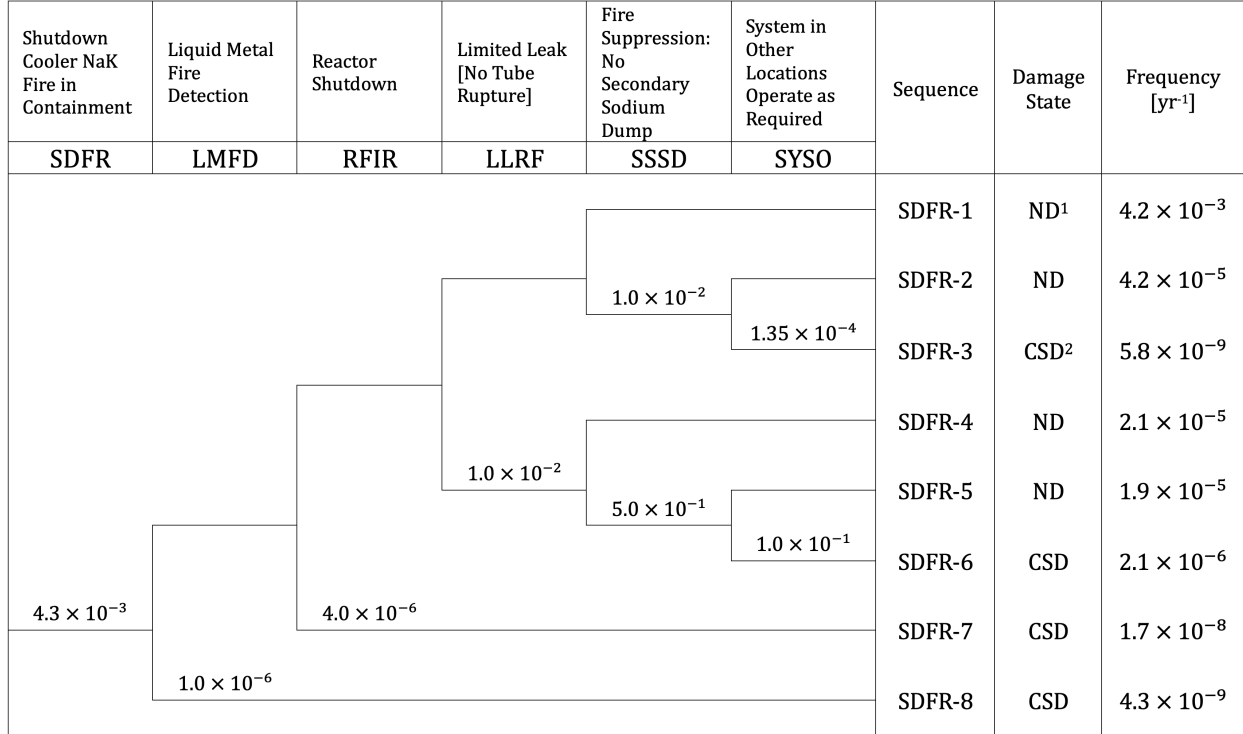 Shutdown
Cooler NaK
Fire in
Containment
Liquid Metal
Fire
Detection
Reactor
Shutdown
Limited Leak
[No Tube
Rupture]
Fire
Suppression:
No
Secondary
Sodium
Dump
System in
Other
Locations
Operate as
Required
Sequence
Damage
State
Frequency
[yr-1]
SDFR LMFD RFIR LLRF SSSD SYSO
SDFR-1 ND1 4.2 × 10−3
SDFR-2 ND 4.2 × 10−5
1.0 × 10−2
1.35 × 10−4
SDFR-3 CSD2 5.8 × 10−9
SDFR-4 ND 2.1 × 10−5
1.0 × 10−2
SDFR-5 ND 1.9 × 10−5
5.0 × 10−1
1.0 × 10−1
SDFR-6 CSD 2.1 × 10−6
4.3 × 10−3 4.0 × 10−6
SDFR-7 CSD 1.7 × 10−8
1.0 × 10−6
SDFR-8 CSD 4.3 × 10−9